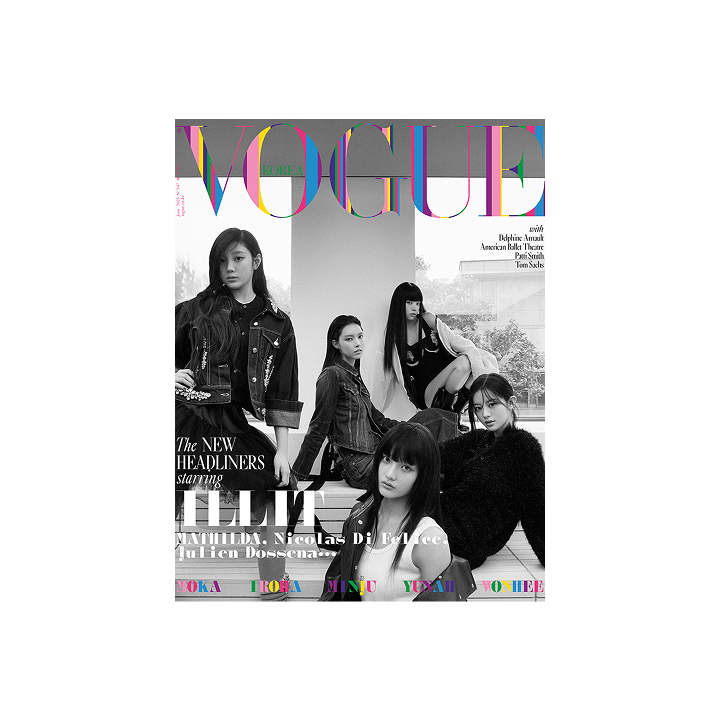 VOGUE
KOREA
with
Delphine Arnault
American Ballet Theatre
Patti Smith
Tom Sachs
The NEW
HEADLINERS
starring
ILLIT
MATHILDA, Nicolas Di Felice,
Julien Dossena...
MOKA IROHA MINJU YUNAH WONHEE